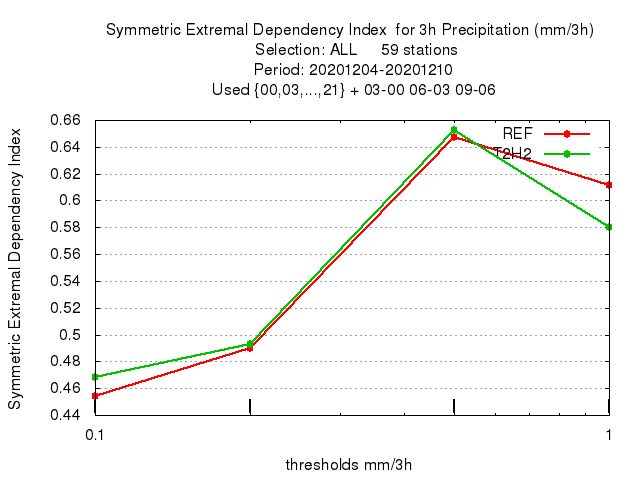 Symmetric Extremal Dependency Index  for 3h Precipitation (mm/3h)
Selection: ALL     59 stations
Period: 20201204-20201210
Used {00,03,...,21} + 03-00 06-03 09-06
Symmetric Extremal Dependency Index
0.66
0.64
0.62
0.6
0.58
0.56
0.54
0.52
0.5
0.48
0.46
0.44
REF
T2H2
0.1
1
thresholds mm/3h